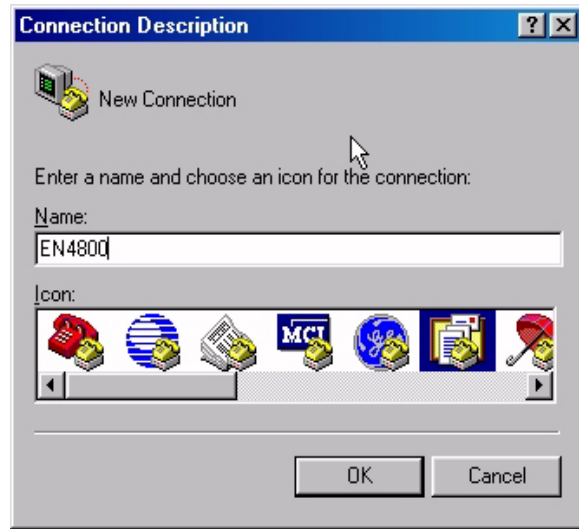 Connection Description
New Connection
Enter a name and choose an icon for the connection:
Name:
EN4800
Icon:
MCI
OK
Cancel